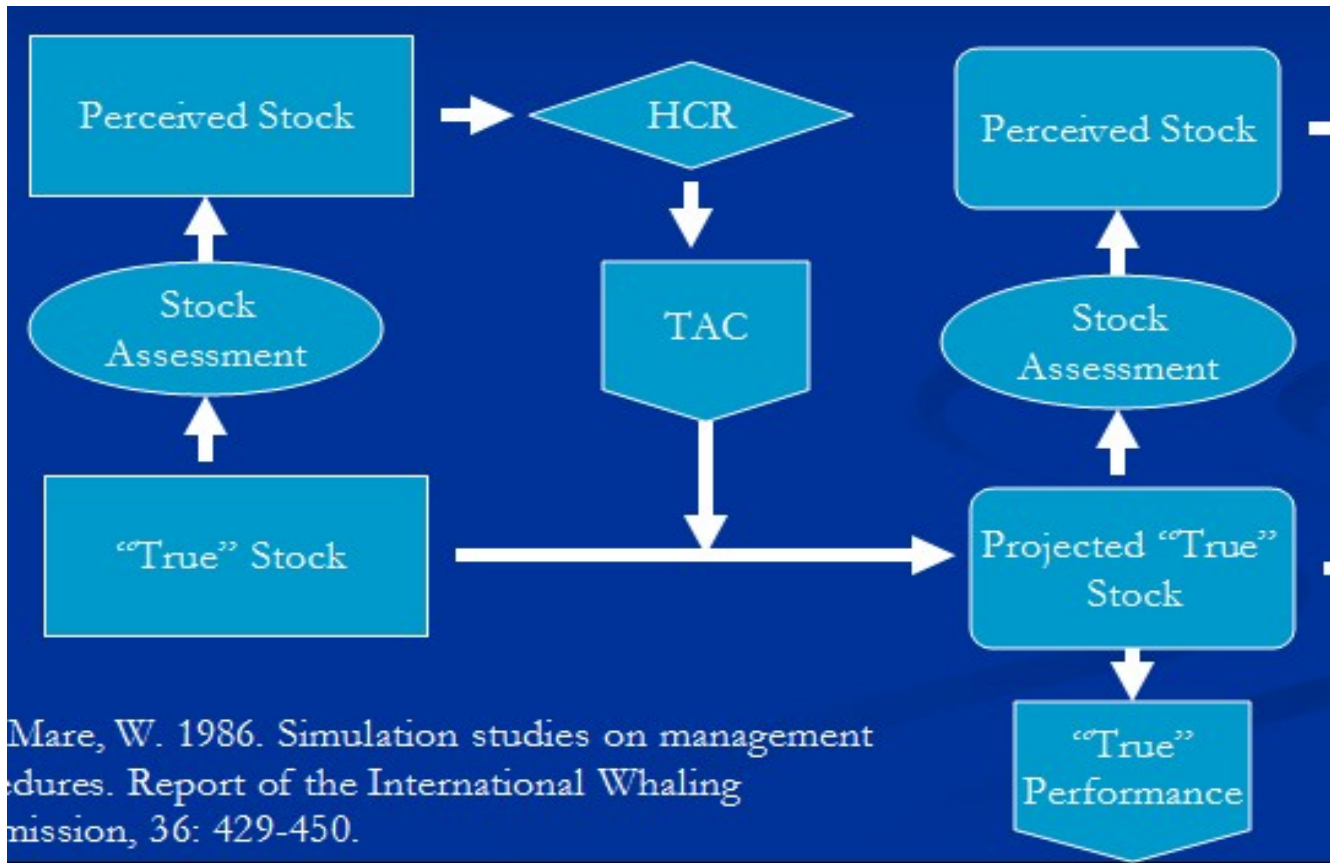 Perceived Stock
HCR
Perceived Stock
Stock
Assessment
TAC
Stock
Assessment
“True” Stock
Projected “True”
Stock
“True”
Performance
Mare, W. 1986. Simulation studies on management
edures. Report of the International Whaling
mission, 36: 429-450.